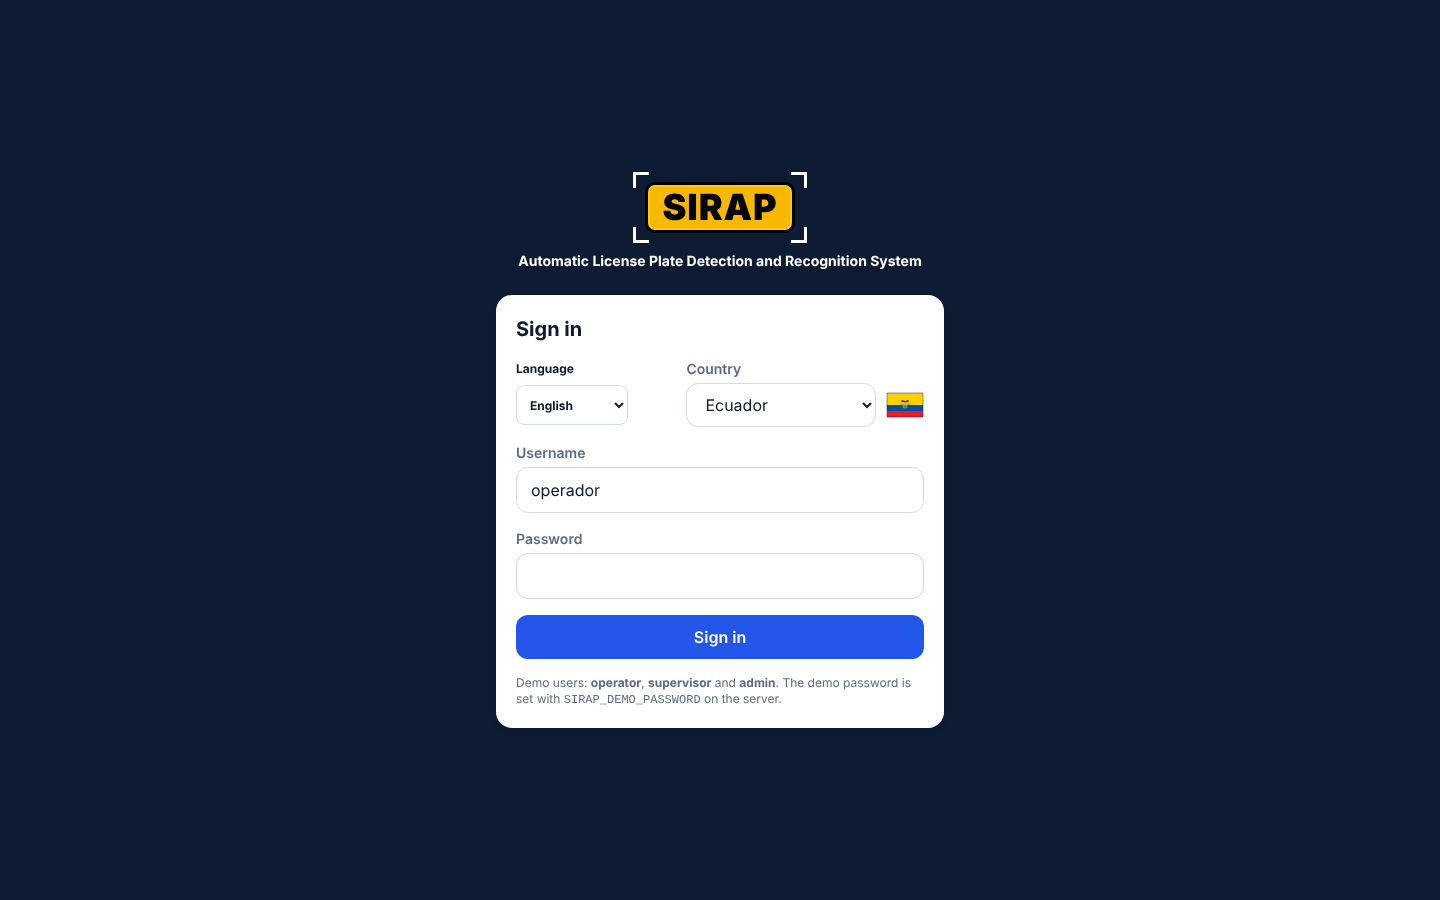 SIRAP
Automatic License Plate Detection and Recognition System
Sign in
Language
Country
English
Ecuador
Username
operador
Password
Sign in
Demo users: operator, supervisor and admin. The demo password is
set with SIRAP_DEMO_PASSWORD on the server.